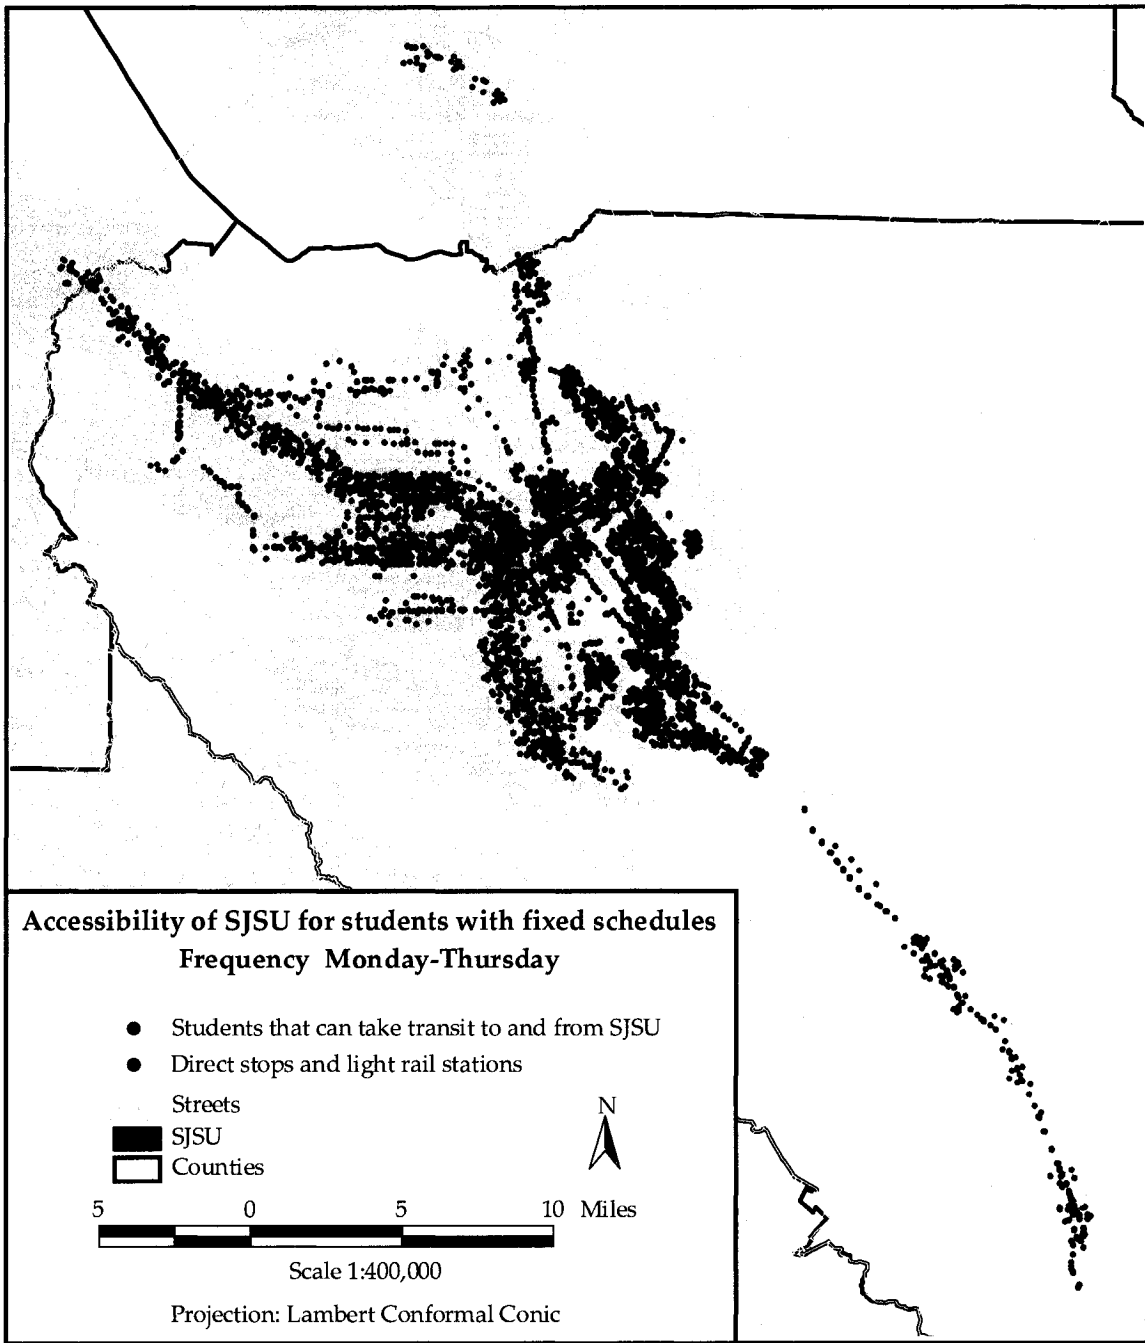 Accessibility of SJSU for students with fixed schedules
Frequency Monday-Thursday
Students that can take transit to and from SJSU
Direct stops and light rail stations
Streets
SJSU
Counties
N
5 0 5 10 Miles
Scale 1:400,000
Projection: Lambert Conformal Conic